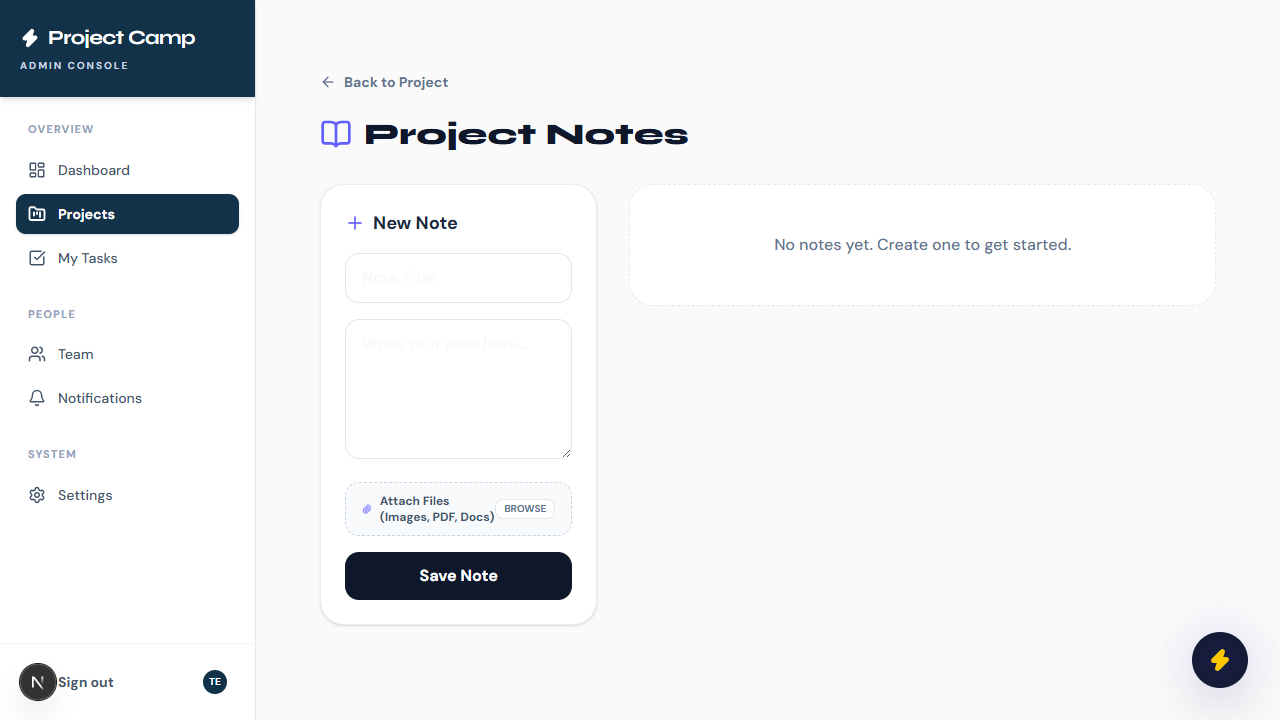 Project Camp
ADMIN CONSOLE
OVERVIEW
Dashboard
Projects
My Tasks
PEOPLE
Team
Notifications
SYSTEM
Settings
N
Sign out
TE
Back to Project
Project Notes
New Note
Note Title
Write your note here...
Attach Files
(Images, PDF, Docs)
BROWSE
Save Note
No notes yet. Create one to get started.